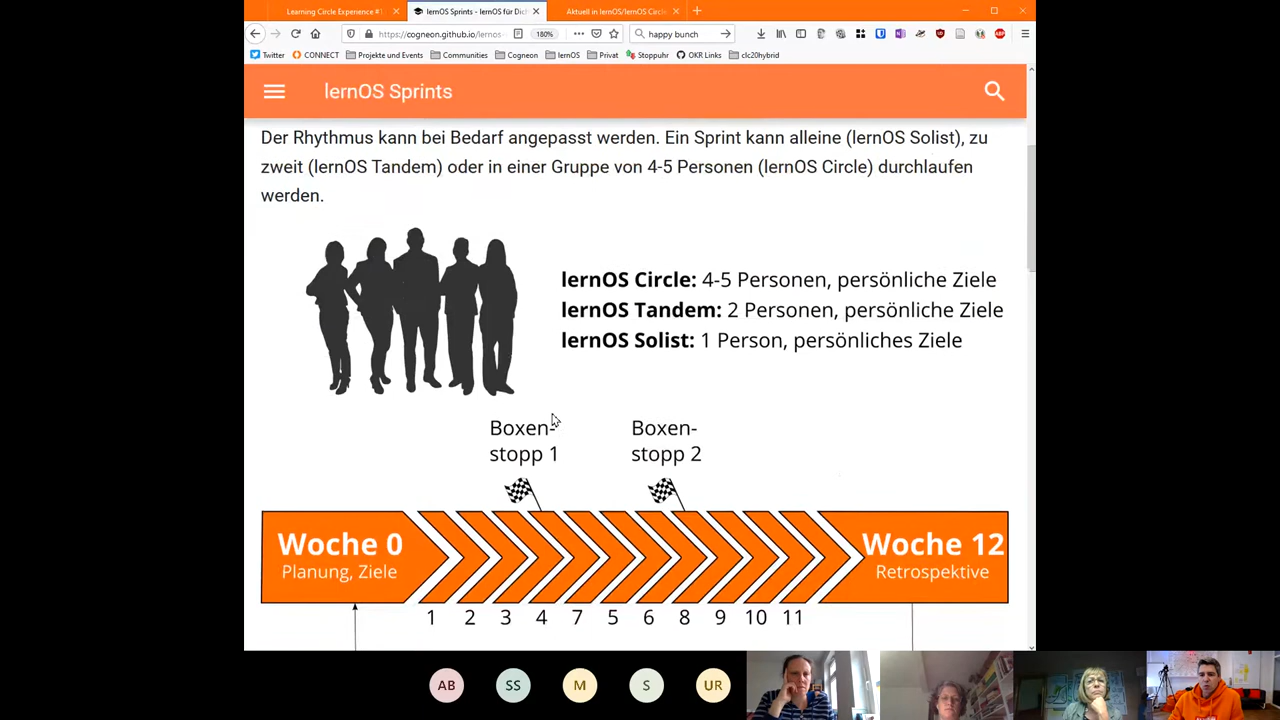 Learning Circle Experience #
lernOS Sprints - lernOS für Dich
Aktuell in lernOS/lernOS Circle
https://cogneon.github.io/lernos-
180%
happy bunch
Twitter
CONNECT
Projekte und Events
Communities
Cogneon
lernOS
Privat
Stoppuhr
OKR Links
clc20hybrid
lernOS Sprints
Der Rhythmus kann bei Bedarf angepasst werden. Ein Sprint kann alleine (lernOS Solist), zu
zweit (lernOS Tandem) oder in einer Gruppe von 4-5 Personen (lernOS Circle) durchlaufen
werden.
lernOS Circle: 4-5 Personen, persönliche Ziele
lernOS Tandem: 2 Personen, persönliche Ziele
lernOS Solist: 1 Person, persönliches Ziele
Boxen-
stopp 1
Boxen-
stopp 2
Woche 0
Planung, Ziele
Woche 12
Retrospektive
1 2 3 4 7 5 6 8 9 10 11
AB
SS
M
S
UR